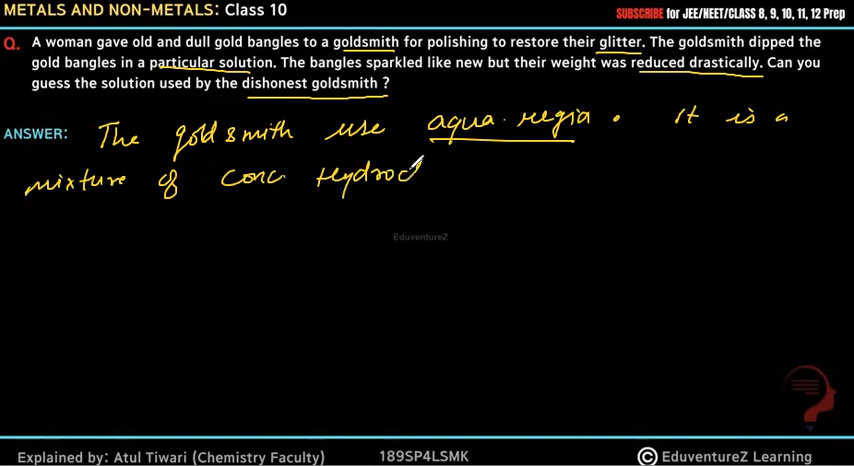 METALS AND NON-METALS: Class 10
SUBSCRIBE for JEE/NEET/CLASS 8, 9, 10, 11, 12 Prep
Q. A woman gave old and dull gold bangles to a goldsmith for polishing to restore their glitter. The goldsmith dipped the
gold bangles in a particular solution. The bangles sparkled like new but their weight was reduced drastically. Can you
guess the solution used by the dishonest goldsmith ?
ANSWER: The goldsmith use aqua-regia. It is a
mixture of conc. Hydroc
EduventureZ
Explained by: Atul Tiwari (Chemistry Faculty) 189SP4LSMK © EduventureZ Learning